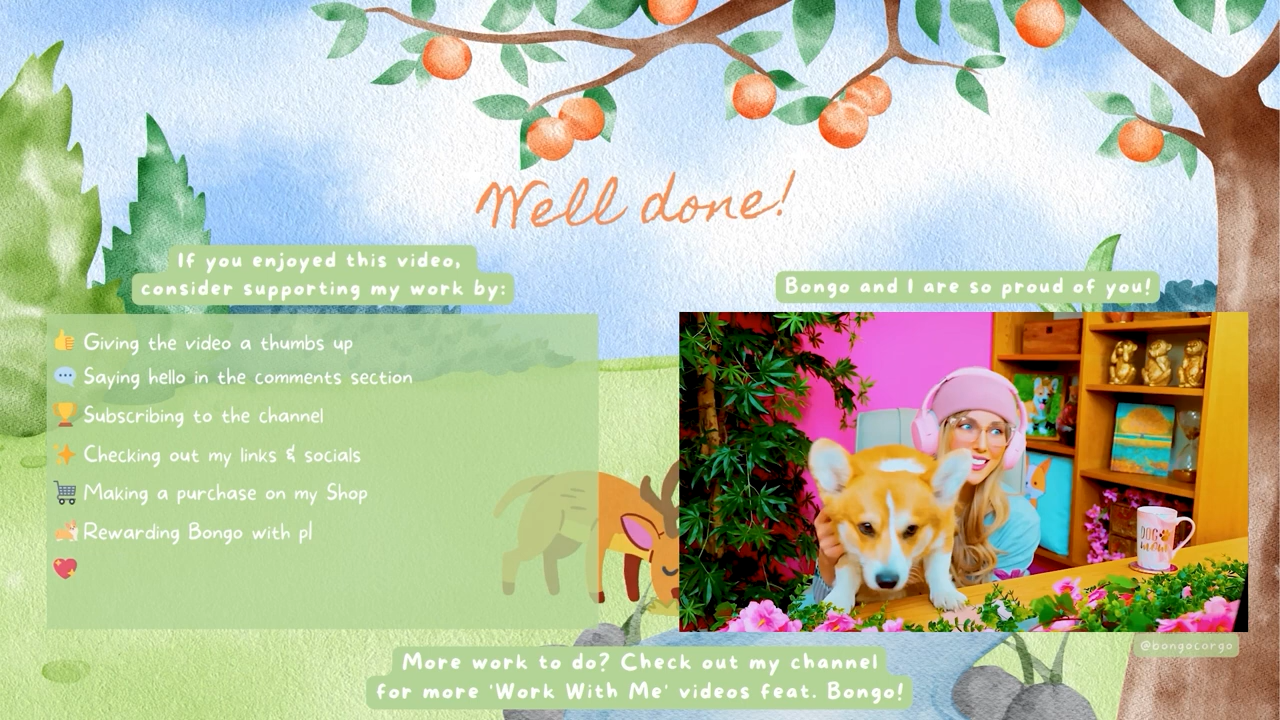 Well done!
If you enjoyed this video,
consider supporting my work by:
Giving the video a thumbs up
Saying hello in the comments section
Subscribing to the channel
Checking out my links & socials
Making a purchase on my Shop
Rewarding Bongo with pl
Bongo and I are so proud of you!
DOG
mama
@bongocorgo
More work to do? Check out my channel
for more 'Work With Me' videos feat. Bongo!